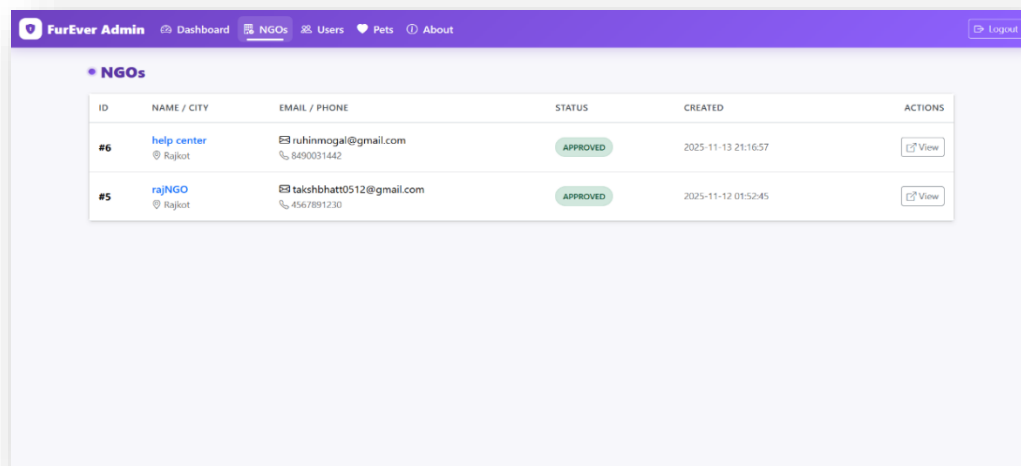 FurEver Admin Dashboard NGOs Users Pets About Logout
NGOs
ID NAME / CITY EMAIL / PHONE STATUS CREATED ACTIONS
#6 help center ruhinmogal@gmail.com APPROVED 2025-11-13 21:16:57 View
Rajkot 8490031442
#5 rajNGO takshbhatt0512@gmail.com APPROVED 2025-11-12 01:52:45 View
Rajkot 4567891230